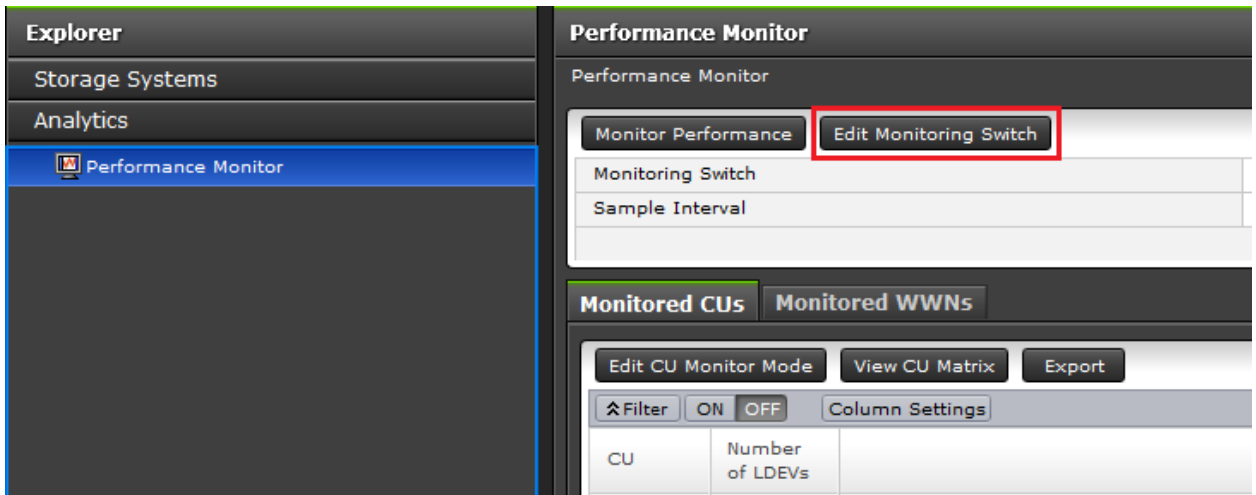 Explorer
Storage Systems
Analytics
Performance Monitor
Performance Monitor
Performance Monitor
Monitor Performance Edit Monitoring Switch
Monitoring Switch
Sample Interval
Monitored CUs Monitored WWNs
Edit CU Monitor Mode View CU Matrix Export
Filter ON OFF Column Settings
CU Number
of LDEVs